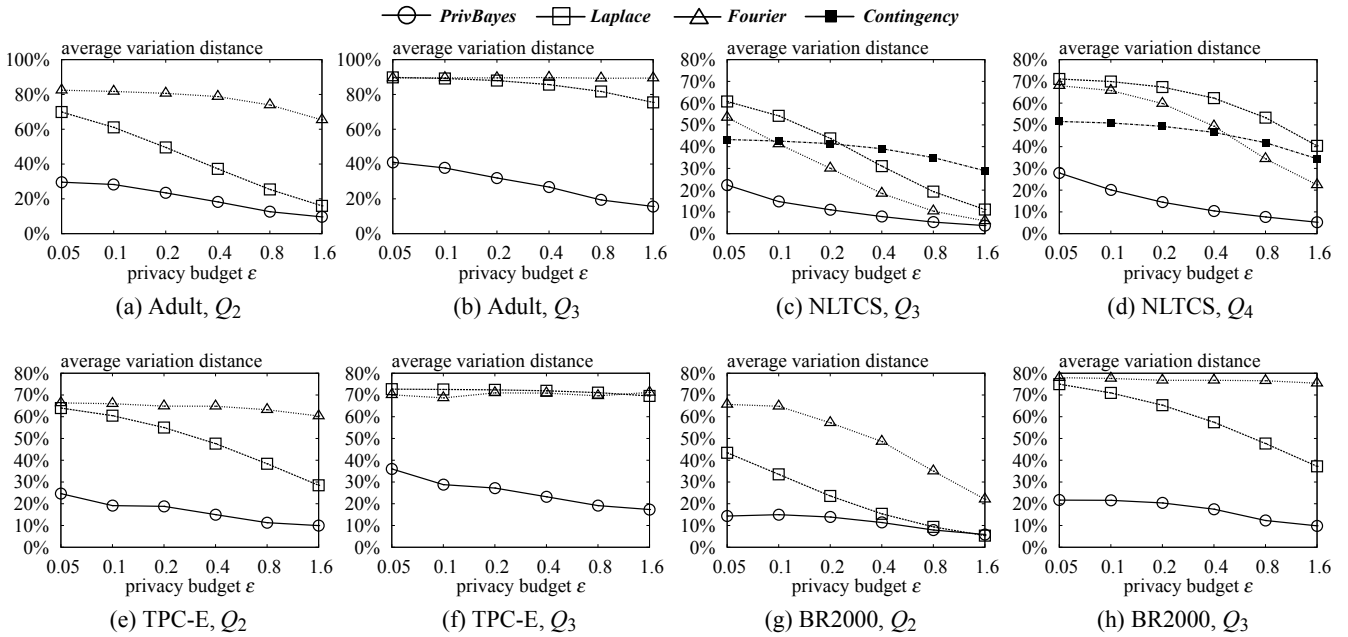 PrivBayes Laplace Fourier Contingency
average variation distance
100%
80%
60%
40%
20%
0%
0.05 0.1 0.2 0.4 0.8 1.6
privacy budget ε
(a) Adult, Q2
average variation distance
100%
80%
60%
40%
20%
0%
0.05 0.1 0.2 0.4 0.8 1.6
privacy budget ε
(b) Adult, Q3
average variation distance
80%
70%
60%
50%
40%
30%
20%
10%
0%
0.05 0.1 0.2 0.4 0.8 1.6
privacy budget ε
(c) NLTCS, Q3
average variation distance
80%
70%
60%
50%
40%
30%
20%
10%
0%
0.05 0.1 0.2 0.4 0.8 1.6
privacy budget ε
(d) NLTCS, Q4
average variation distance
80%
70%
60%
50%
40%
30%
20%
10%
0%
0.05 0.1 0.2 0.4 0.8 1.6
privacy budget ε
(e) TPC-E, Q2
average variation distance
80%
70%
60%
50%
40%
30%
20%
10%
0%
0.05 0.1 0.2 0.4 0.8 1.6
privacy budget ε
(f) TPC-E, Q3
average variation distance
80%
70%
60%
50%
40%
30%
20%
10%
0%
0.05 0.1 0.2 0.4 0.8 1.6
privacy budget ε
(g) BR2000, Q2
average variation distance
80%
70%
60%
50%
40%
30%
20%
10%
0%
0.05 0.1 0.2 0.4 0.8 1.6
privacy budget ε
(h) BR2000, Q3